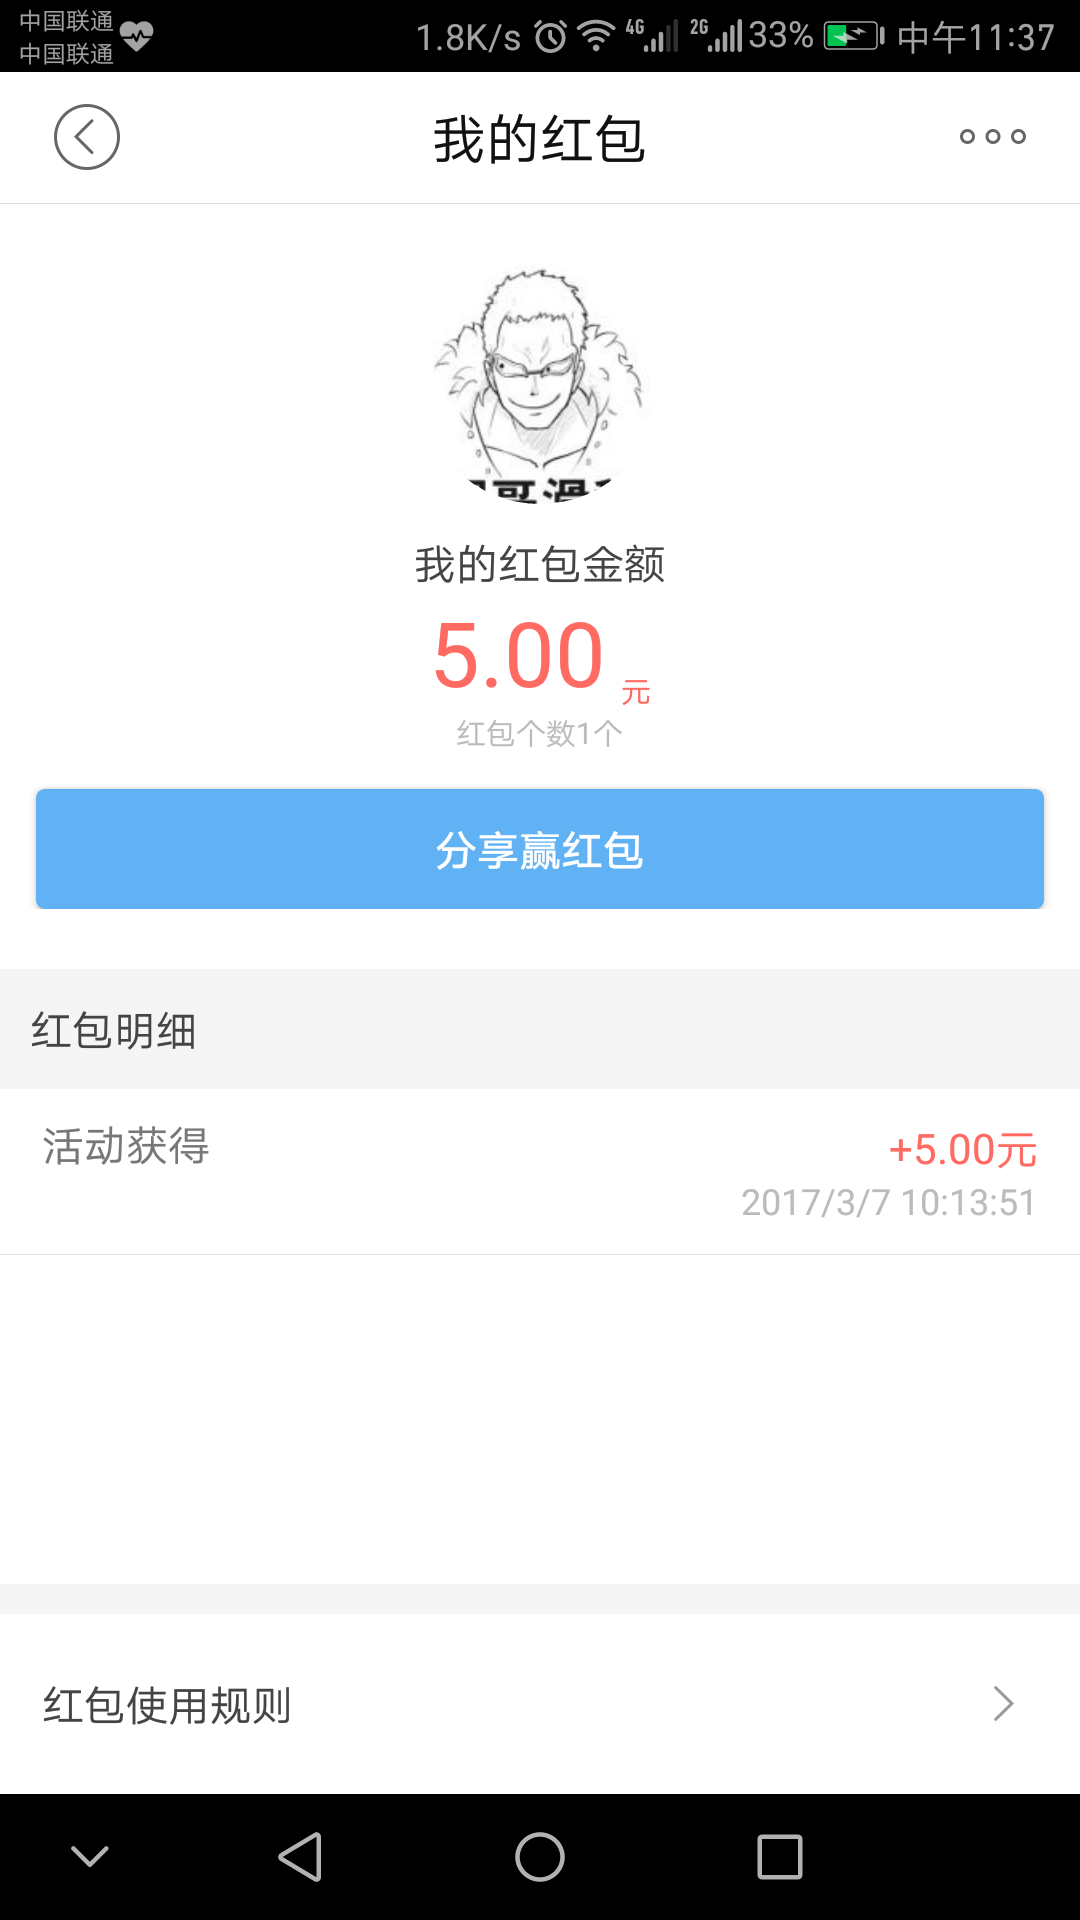 中国联通
中国联通
1.8K/s 4G 2G 33% 中午11:37
我的红包
我的红包金额
5.00 元
红包个数1个
分享赢红包
红包明细
活动获得
+5.00元
2017/3/7 10:13:51
红包使用规则